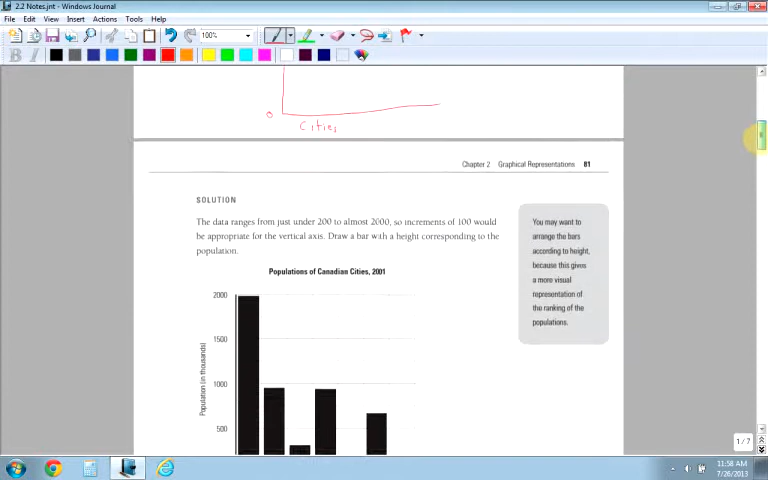 2.2 Notes.jnt - Windows Journal
File Edit View Insert Actions Tools Help
100%
B I
0
Cities
Chapter 2 Graphical Representations 81
SOLUTION
The data ranges from just under 200 to almost 2000, so increments of 100 would
be appropriate for the vertical axis. Draw a bar with a height corresponding to the
population.
You may want to
arrange the bars
according to height,
because this gives
a more visual
representation of
the ranking of the
populations.
Populations of Canadian Cities, 2001
Population (in thousands)
2000
1500
1000
500
1 / 7
11:58 AM
7/26/2013